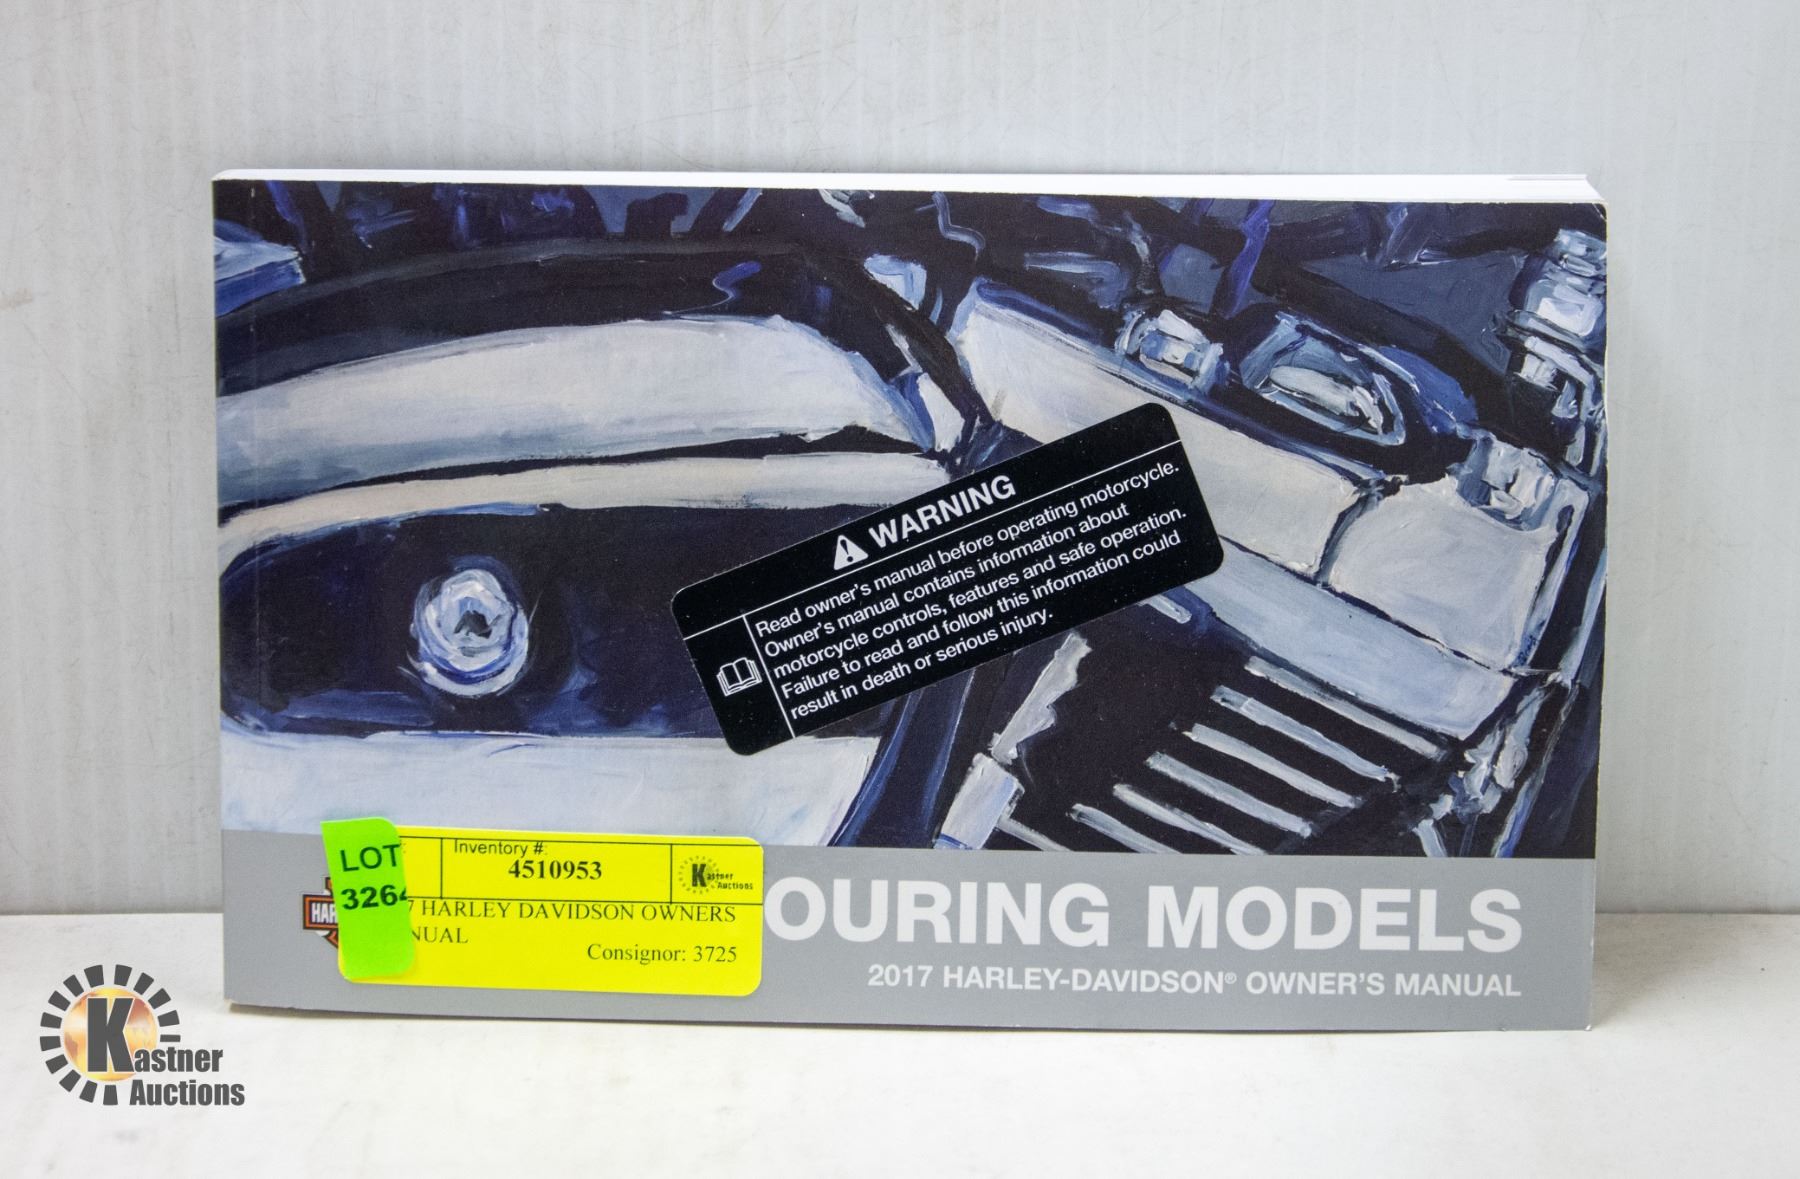 WARNING
Read owner's manual before operating motorcycle.
Owner's manual contains information about
motorcycle controls, features and safe operation.
Failure to read and follow this information could
result in death or serious injury.
LOT
3264
Inventory #:
4510953
Kastner
Auctions
7 HARLEY DAVIDSON OWNERS
NUAL
Consignor: 3725
HAR
OURING MODELS
2017 HARLEY-DAVIDSON® OWNER'S MANUAL
Kastner
Auctions